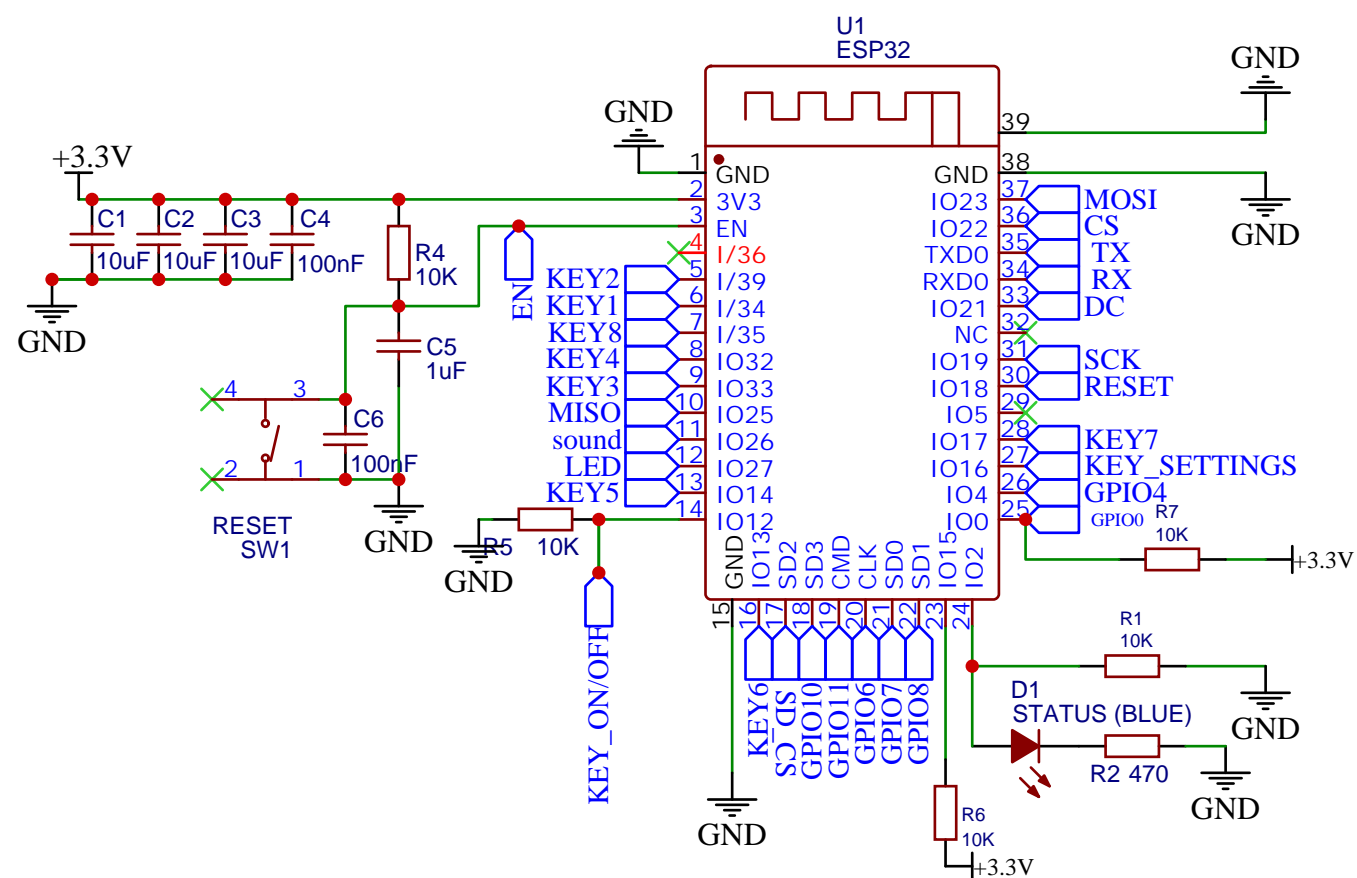 U1
ESP32
GND
GND
+3.3V
1 GND
2 3V3
3 EN
4 I/36
5 I/39
6 I/34
7 I/35
8 IO32
9 IO33
10 IO25
11 IO26
12 IO27
13 IO14
14 IO12
39
GND 38
IO23 37
IO22 36
TXD0 35
RXD0 34
IO21 33
NC 32
IO19 31
IO18 30
IO5 29
IO17 28
IO16 27
IO4 26
IO0 25
MOSI
CS
TX
RX
DC
SCK
RESET
KEY7
KEY_SETTINGS
GPIO4
GPIO0
GND
C1
10uF
C2
10uF
C3
10uF
C4
100nF
GND
R4
10K
EN
KEY2
KEY1
KEY8
KEY4
KEY3
MISO
sound
LED
KEY5
C5
1uF
C6
100nF
4 3
2 1
RESET
SW1
GND
R5 10K
GND
KEY_ON/OFF
GND IO13 SD2 SD3 CMD CLK SD0 SD1 IO15 IO2
15 16 17 18 19 20 21 22 23 24
KEY6
SD_CS
GPIO10
GPIO11
GPIO6
GPIO7
GPIO8
GND
R7
10K
+3.3V
R1
10K
GND
D1
STATUS (BLUE)
R2 470
GND
R6
10K
+3.3V